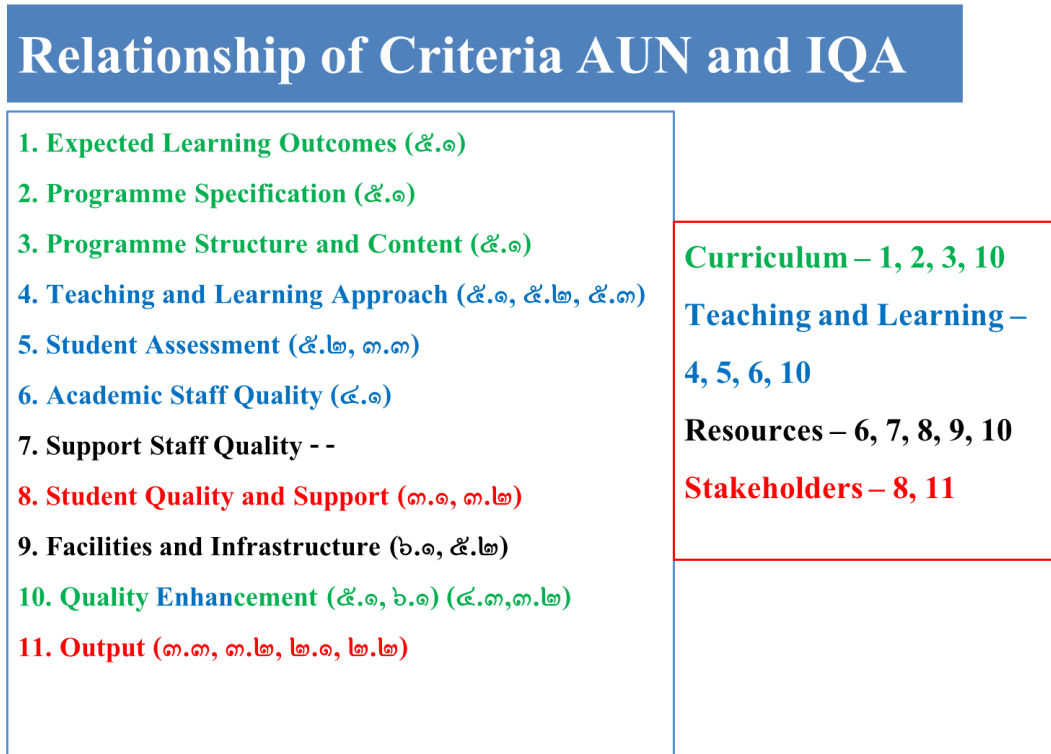 Relationship of Criteria AUN and IQA
1. Expected Learning Outcomes (๕.๑)
2. Programme Specification (๕.๑)
3. Programme Structure and Content (๕.๑)
4. Teaching and Learning Approach (๕.๑, ๕.๒, ๕.๓)
5. Student Assessment (๕.๒, ๓.๓)
6. Academic Staff Quality (๔.๑)
7. Support Staff Quality - -
8. Student Quality and Support (๓.๑, ๓.๒)
9. Facilities and Infrastructure (๖.๑, ๕.๒)
10. Quality Enhancement (๕.๑, ๖.๑) (๔.๓,๓.๒)
11. Output (๓.๓, ๓.๒, ๒.๑, ๒.๒)
Curriculum – 1, 2, 3, 10
Teaching and Learning –
4, 5, 6, 10
Resources – 6, 7, 8, 9, 10
Stakeholders – 8, 11